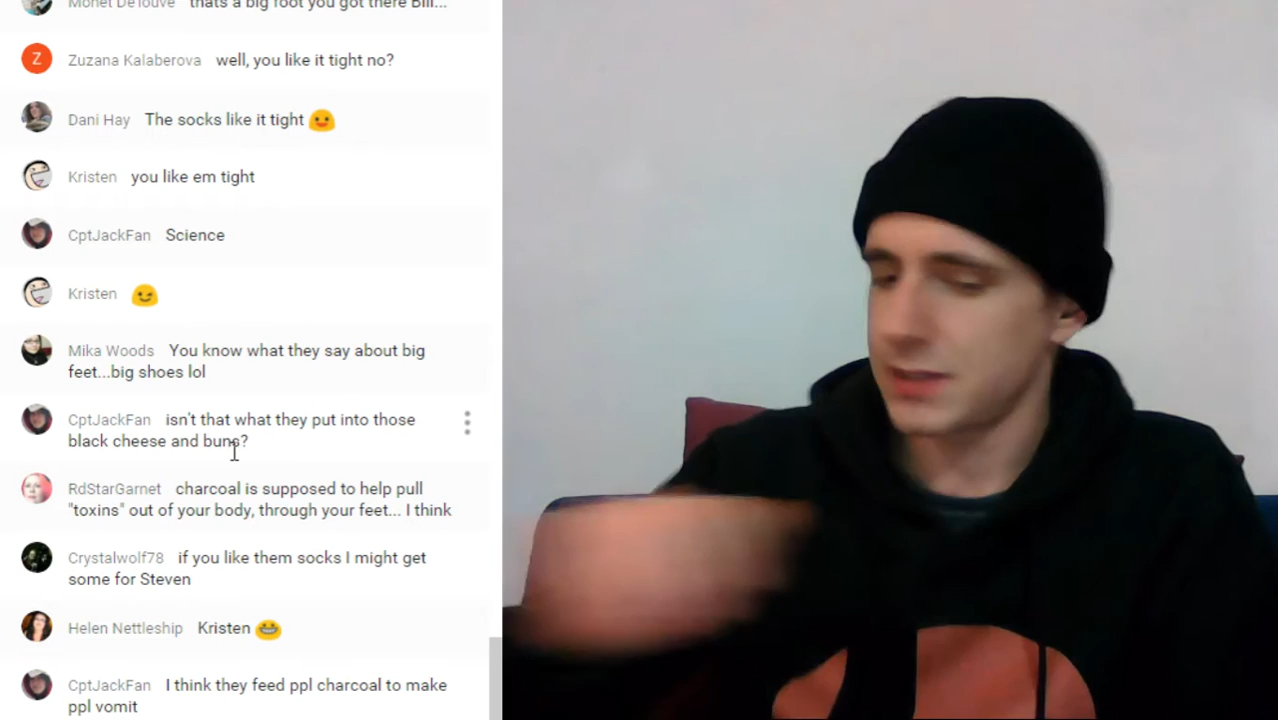 Monet DeTouve thats a big foot you got there Bill...
Z
Zuzana Kalaberova well, you like it tight no?
Dani Hay The socks like it tight
Kristen you like em tight
CptJackFan Science
Kristen
Mika Woods You know what they say about big
feet...big shoes lol
CptJackFan isn't that what they put into those
black cheese and buns?
RdStarGarnet charcoal is supposed to help pull
"toxins" out of your body, through your feet... I think
Crystalwolf78 if you like them socks I might get
some for Steven
Helen Nettleship Kristen
CptJackFan I think they feed ppl charcoal to make
ppl vomit